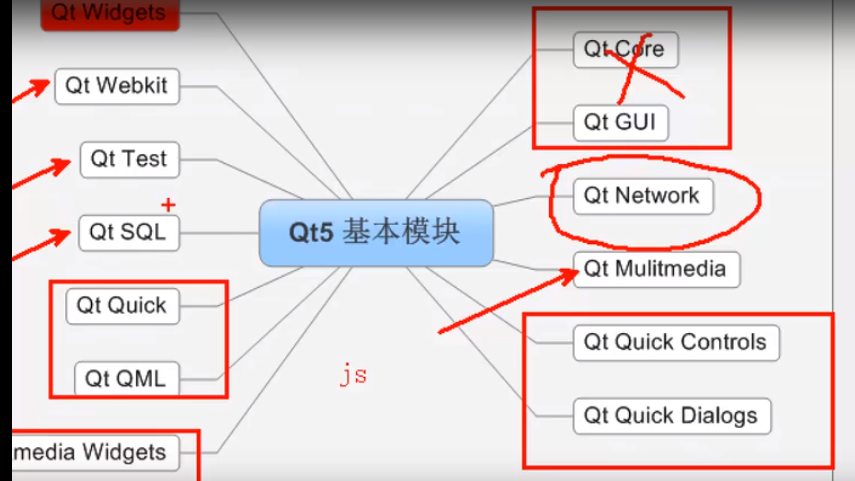 Qt Widgets
Qt Webkit
Qt Test
Qt SQL
Qt Quick
Qt QML
media Widgets
Qt5 基本模块
js
Qt Core
Qt GUI
Qt Network
Qt Mulitmedia
Qt Quick Controls
Qt Quick Dialogs